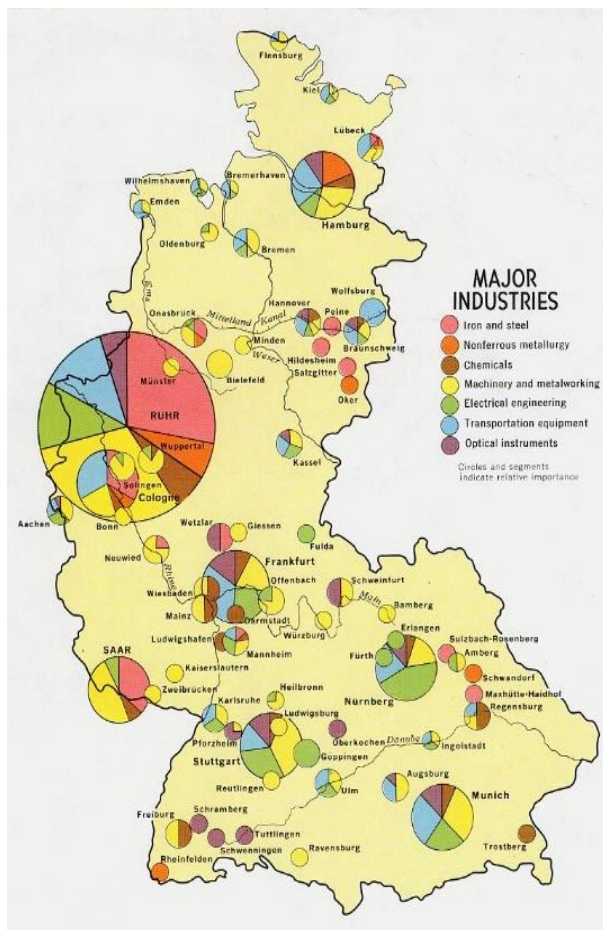 Flensburg
Kiel
Lübeck
Wilhelmshaven
Bremerhaven
Emden
Hamburg
Oldenburg
Bremen
Ems
Wolfsburg
Hannover
Peine
Onasbrück
Mittelland Kanal
Minden
Braunschweig
Weser
Hildesheim
Salzgitter
Münster
Bielefeld
Oker
RUHR
Wuppertal
Kassel
Solingen
Cologne
Aachen
Bonn
Wetzlar
Giessen
Fulda
Neuwied
Rhine
Frankfurt
Wiesbaden
Offenbach
Schweinfurt
Main
Mainz
Darmstadt
Bamberg
Würzburg
Erlangen
Ludwigshafen
Mannheim
Sulzbach-Rosenberg
Fürth
Amberg
SAAR
Kaiserslautern
Schwandorf
Zweibrücken
Heilbronn
Nürnberg
Maxhütte-Haidhof
Karlsruhe
Ludwigsburg
Regensburg
Pforzheim
Oberkochen
Danube
Ingolstadt
Stuttgart
Goppingen
Reutlingen
Ulm
Augsburg
Munich
Freiburg
Schramberg
Tuttlingen
Schwenningen
Ravensburg
Trostberg
Rheinfelden
MAJOR
INDUSTRIES
Iron and steel
Nonferrous metallurgy
Chemicals
Machinery and metalworking
Electrical engineering
Transportation equipment
Optical instruments
Circles and segments
indicate relative importance